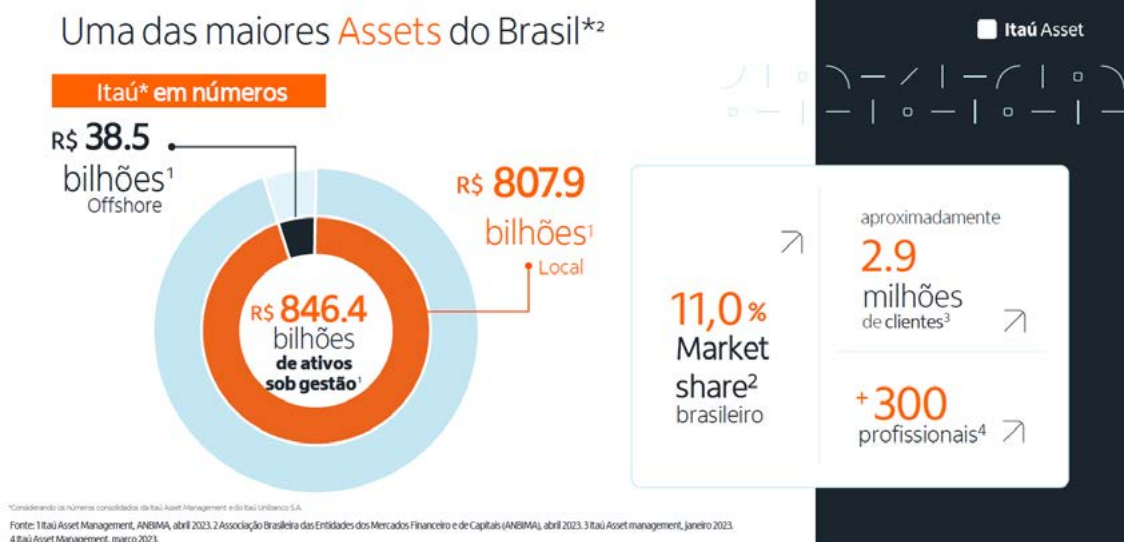 Uma das maiores Assets do Brasil*²
Itaú Asset
Itaú* em números
R$ 38.5
bilhões¹
Offshore
R$ 807.9
bilhões¹
Local
R$ 846.4
bilhões
de ativos
sob gestão¹
11,0%
Market
share²
brasileiro
aproximadamente
2.9
milhões
de clientes³
+300
profissionais⁴
*Considerando os números consolidados da Itaú Asset Management e do Itaú Unibanco S.A.
Fonte: 1 Itaú Asset Management, ANBIMA, abril 2023. 2 Associação Brasileira das Entidades dos Mercados Financeiro e de Capitais (ANBIMA), abril 2023. 3 Itaú Asset management, janeiro 2023.
4 Itaú Asset Management, março 2023.